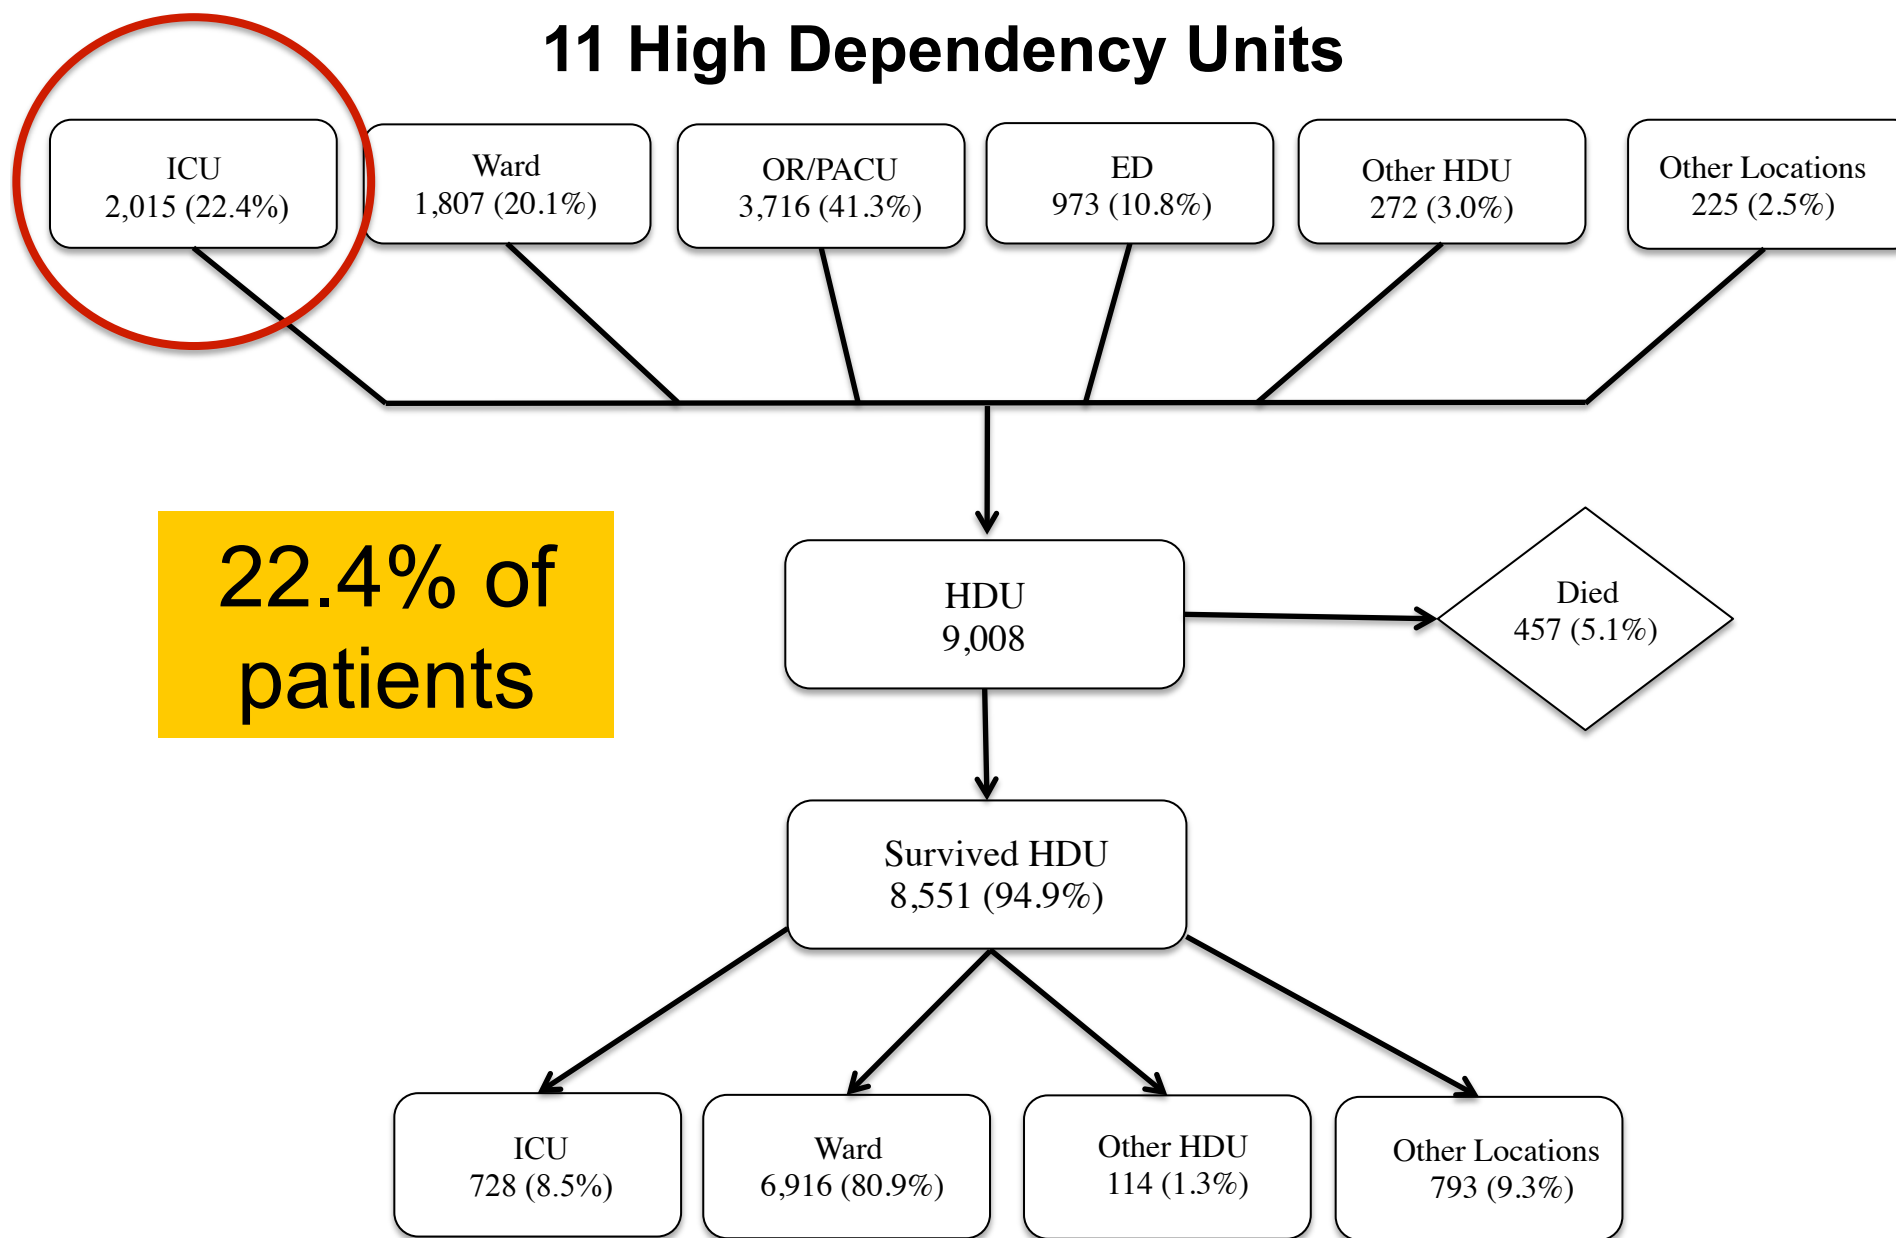 11 High Dependency Units
ICU
2,015 (22.4%)
Ward
1,807 (20.1%)
OR/PACU
3,716 (41.3%)
ED
973 (10.8%)
Other HDU
272 (3.0%)
Other Locations
225 (2.5%)
22.4% of
patients
HDU
9,008
Died
457 (5.1%)
Survived HDU
8,551 (94.9%)
ICU
728 (8.5%)
Ward
6,916 (80.9%)
Other HDU
114 (1.3%)
Other Locations
793 (9.3%)